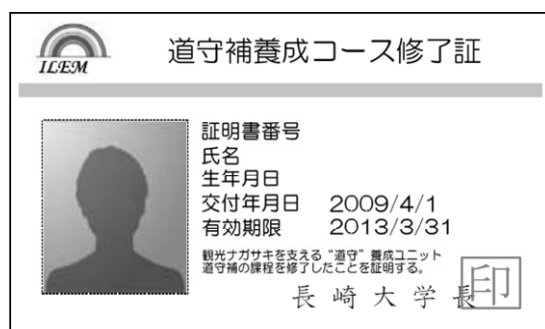 ILEM
道守補養成コース修了証
証明書番号
氏名
生年月日
交付年月日 2009/4/1
有効期限 2013/3/31
観光ナガサキを支える“道守”養成ユニット
道守補の課程を修了したことを証明する。
長崎大学長
印